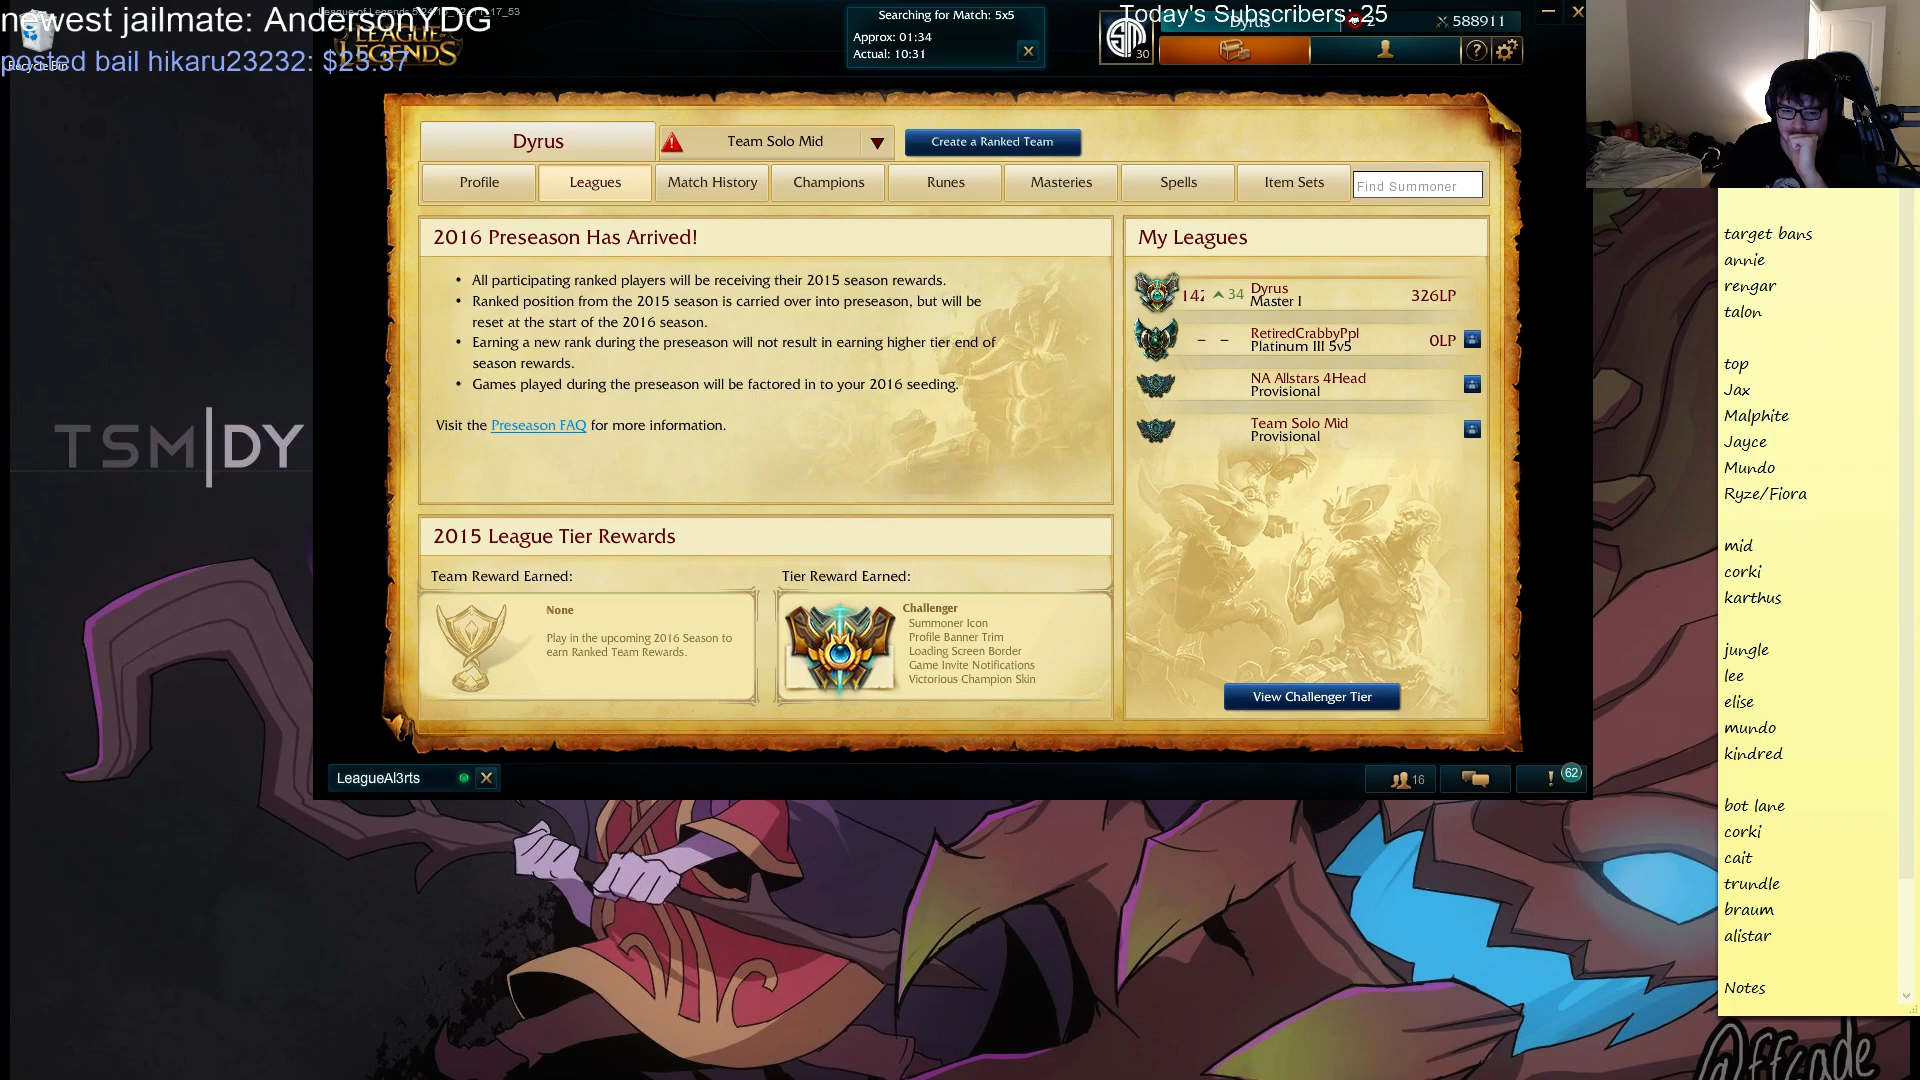 newest jailmate: AndersonYDG
posted bail hikaru23232: $23.37
Recycle Bin
LEAGUE OF LEGENDS
Searching for Match: 5x5
Approx: 01:34
Actual: 10:31
Today's Subscribers: 25
30
Dyrus
588911
?
Dyrus
Team Solo Mid
Create a Ranked Team
Profile
Leagues
Match History
Champions
Runes
Masteries
Spells
Item Sets
Find Summoner
2016 Preseason Has Arrived!
• All participating ranked players will be receiving their 2015 season rewards.
• Ranked position from the 2015 season is carried over into preseason, but will be
reset at the start of the 2016 season.
• Earning a new rank during the preseason will not result in earning higher tier end of
season rewards.
• Games played during the preseason will be factored in to your 2016 seeding.
Visit the Preseason FAQ for more information.
My Leagues
142 34 Dyrus 326LP
Master I
– – RetiredCrabbyPpl 0LP
Platinum III 5v5
NA Allstars 4Head
Provisional
Team Solo Mid
Provisional
View Challenger Tier
2015 League Tier Rewards
Team Reward Earned:
None
Play in the upcoming 2016 Season to
earn Ranked Team Rewards.
Tier Reward Earned:
Challenger
Summoner Icon
Profile Banner Trim
Loading Screen Border
Game Invite Notifications
Victorious Champion Skin
LeagueAl3rts
16
! 62
TSM|DY
target bans
annie
rengar
talon
top
Jax
Malphite
Jayce
Mundo
Ryze/Fiora
mid
corki
karthus
jungle
lee
elise
mundo
kindred
bot lane
corki
cait
trundle
braum
alistar
Notes